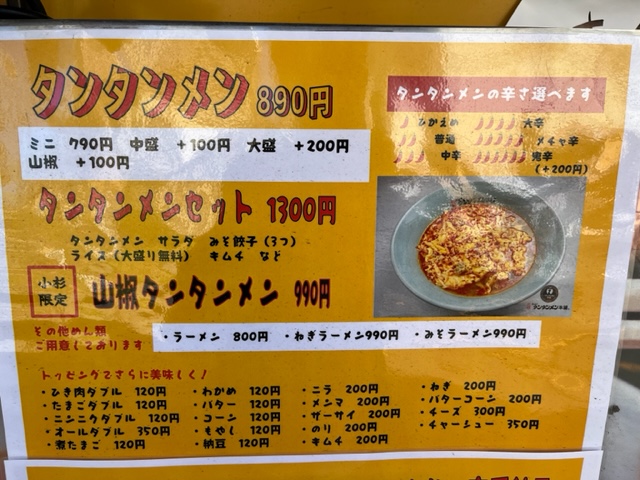 タンタンメン 890円
ミニ 790円 中盛 +100円 大盛 +200円
山椒 +100円
タンタンメンの辛さ選べます
ひかえめ 大辛
普通 メチャ辛
中辛 鬼辛
(+200円)
タンタンメンセット 1300円
タンタンメン サラダ みそ餃子(3つ)
ライス(大盛り無料) キムチ など
小杉
限定
山椒タンタンメン 990円
タンタンメン本舗
その他めん類
ご用意しております
・ラーメン 800円 ・ねぎラーメン990円 ・みそラーメン990円
トッピングでさらに美味しく!
・ひき肉ダブル 120円
・たまごダブル 120円
・ニンニクダブル 120円
・オールダブル 350円
・煮たまご 120円
・わかめ 120円
・バター 120円
・コーン 120円
・もやし 120円
・納豆 120円
・ニラ 200円
・メンマ 200円
・ザーサイ 200円
・のり 200円
・キムチ 200円
・ねぎ 200円
・バターコーン 200円
・チーズ 300円
・チャーシュー 350円